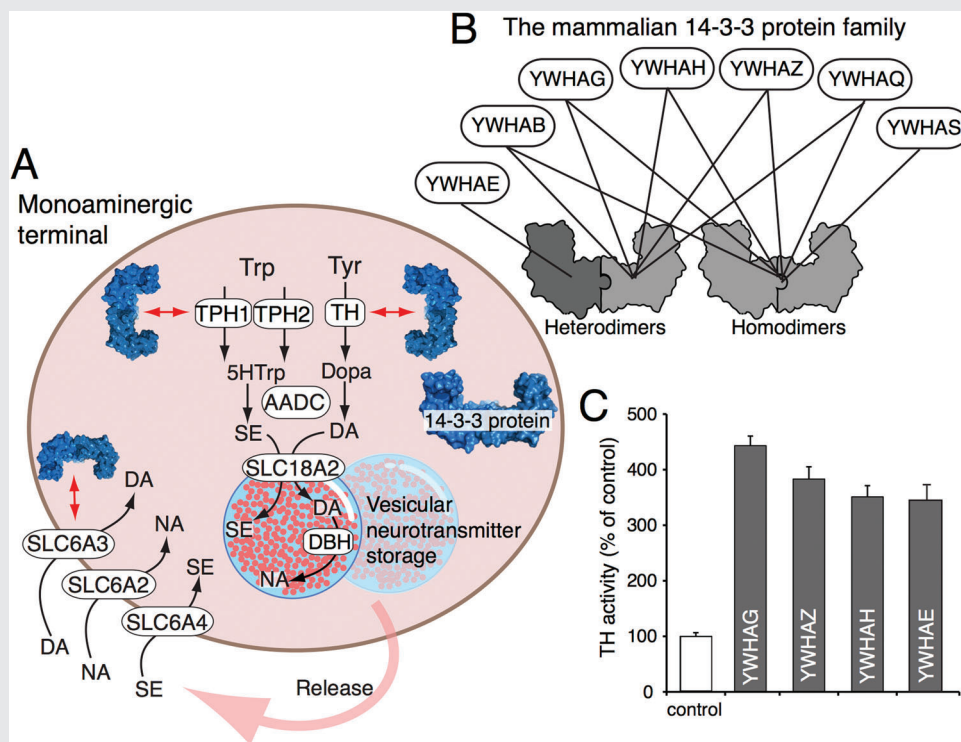 A
Monoaminergic
terminal
Trp
Tyr
TPH1
TPH2
TH
5HTrp
Dopa
AADC
SE
DA
14-3-3 protein
SLC18A2
DA
SE
DBH
NA
Vesicular
neurotransmitter
storage
DA
SLC6A3
NA
SLC6A2
SE
SLC6A4
DA
NA
SE
Release
B
The mammalian 14-3-3 protein family
YWHAE
YWHAB
YWHAG
YWHAH
YWHAZ
YWHAQ
YWHAS
Heterodimers
Homodimers
C
TH activity (% of control)
500
400
300
200
100
0
control
YWHAG
YWHAZ
YWHAH
YWHAE